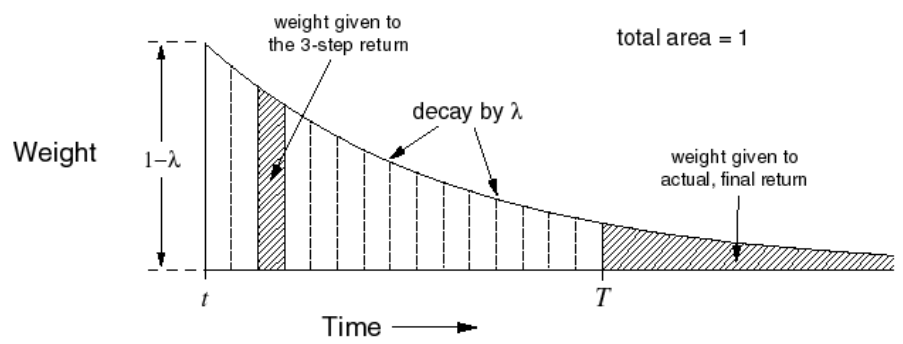 weight given to
the 3-step return
total area = 1
decay by λ
Weight
1−λ
weight given to
actual, final return
t
T
Time